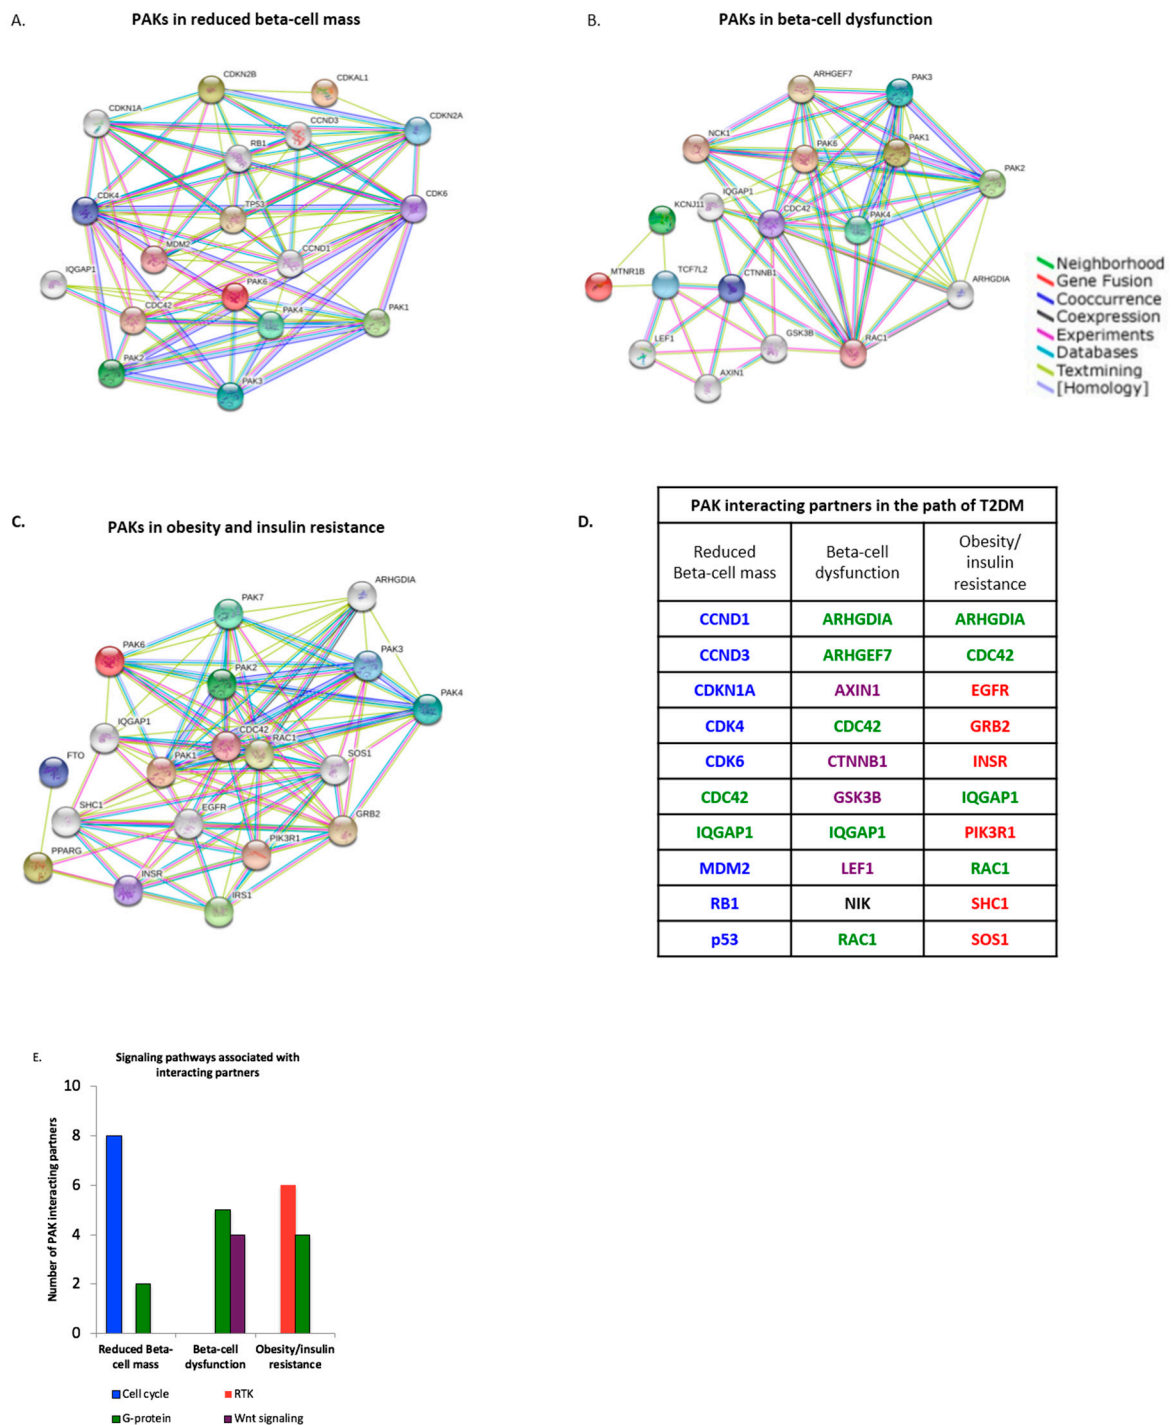 A.
PAKs in reduced beta-cell mass
CDKN2B
CDKAL1
CDKN1A
CCND3
CDKN2A
RB1
CDK4
TP53
CDK6
MDM2
CCND1
IQGAP1
PAK6
CDC42
PAK4
PAK1
PAK2
PAK3
B.
PAKs in beta-cell dysfunction
ARHGEF7
PAK3
NCK1
PAK6
PAK1
PAK2
IQGAP1
KCNJ11
CDC42
PAK4
MTNR1B
TCF7L2
CTNNB1
ARHGDIA
LEF1
GSK3B
RAC1
AXIN1
Neighborhood
Gene Fusion
Cooccurrence
Coexpression
Experiments
Databases
Textmining
[Homology]
C.
PAKs in obesity and insulin resistance
ARHGDIA
PAK7
PAK6
PAK3
PAK2
PAK4
IQGAP1
CDC42
RAC1
FTO
PAK1
SOS1
SHC1
EGFR
GRB2
PIK3R1
PPARG
INSR
IRS1
D.
PAK interacting partners in the path of T2DM
Reduced Beta-cell mass
Beta-cell dysfunction
Obesity/ insulin resistance
CCND1 ARHGDIA ARHGDIA
CCND3 ARHGEF7 CDC42
CDKN1A AXIN1 EGFR
CDK4 CDC42 GRB2
CDK6 CTNNB1 INSR
CDC42 GSK3B IQGAP1
IQGAP1 IQGAP1 PIK3R1
MDM2 LEF1 RAC1
RB1 NIK SHC1
p53 RAC1 SOS1
E.
Signaling pathways associated with
interacting partners
Number of PAK interacting partners
10
8
6
4
2
0
Reduced Beta-
cell mass
Beta-cell
dysfunction
Obesity/insulin
resistance
Cell cycle
RTK
G-protein
Wnt signaling